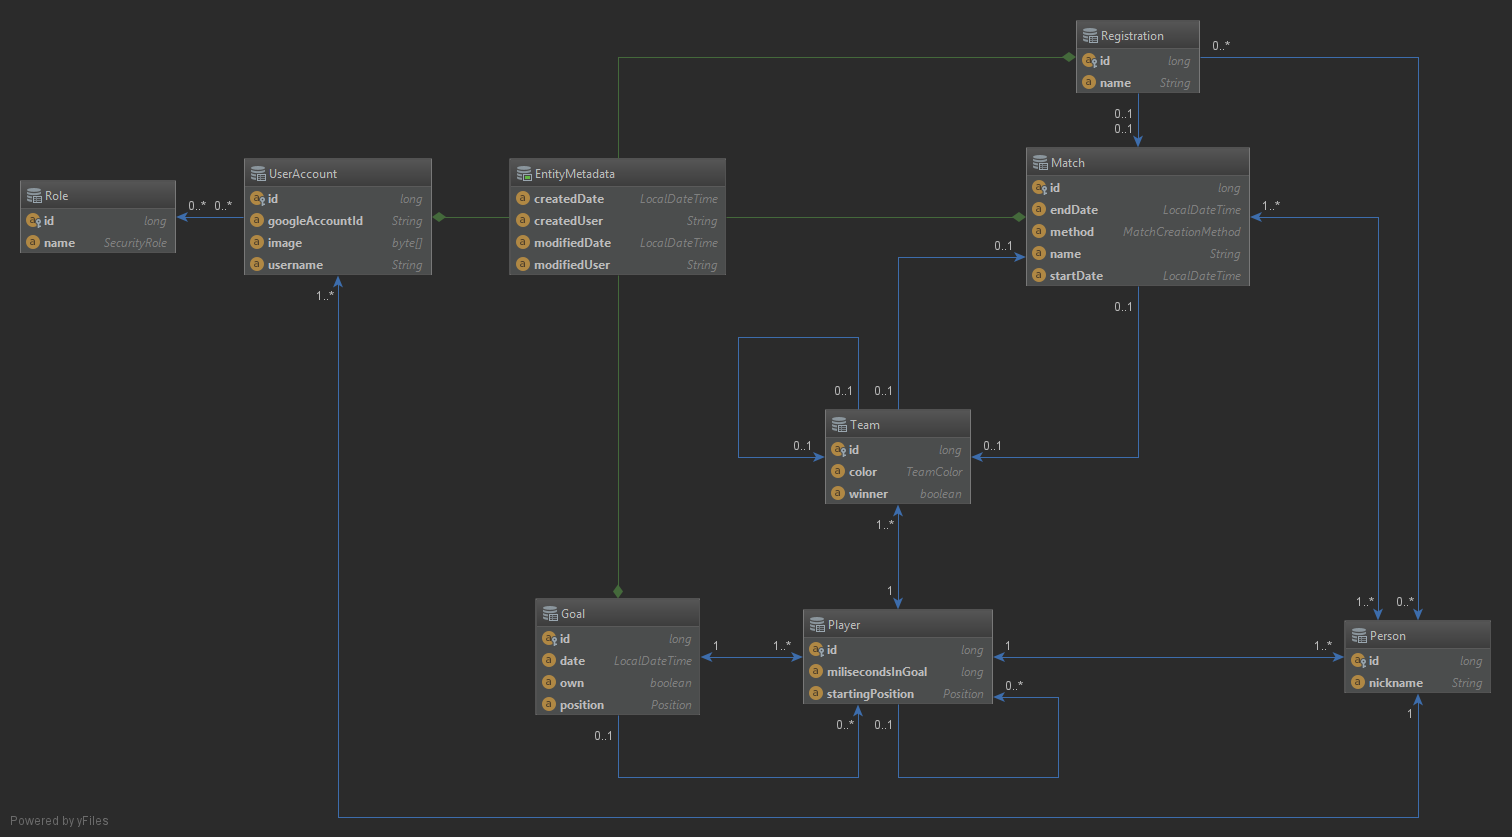 Registration
id long
name String
0..*
0..1
0..1
Role
id long
name SecurityRole
0..* 0..*
UserAccount
id long
googleAccountId String
image byte[]
username String
1..*
EntityMetadata
createdDate LocalDateTime
createdUser String
modifiedDate LocalDateTime
modifiedUser String
Match
id long
endDate LocalDateTime
method MatchCreationMethod
name String
startDate LocalDateTime
1..*
0..1
0..1
0..1 0..1
0..1
0..1
Team
id long
color TeamColor
winner boolean
1..*
1
Goal
id long
date LocalDateTime
own boolean
position Position
1
1..*
0..1
Player
id long
milisecondsInGoal long
startingPosition Position
1
1..*
0..*
0..*
0..1
1..*
0..*
Person
id long
nickname String
1
Powered by yFiles